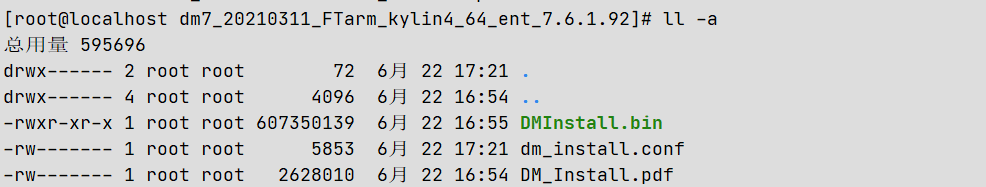 [root@localhost dm7_20210311_FTarm_kylin4_64_ent_7.6.1.92]# ll -a
总用量 595696
drwx------ 2 root root        72  6月 22 17:21 .
drwx------ 4 root root      4096  6月 22 16:54 ..
-rwxr-xr-x 1 root root 607350139  6月 22 16:55 DMInstall.bin
-rw------- 1 root root      5853  6月 22 17:21 dm_install.conf
-rw------- 1 root root   2628010  6月 22 16:54 DM_Install.pdf